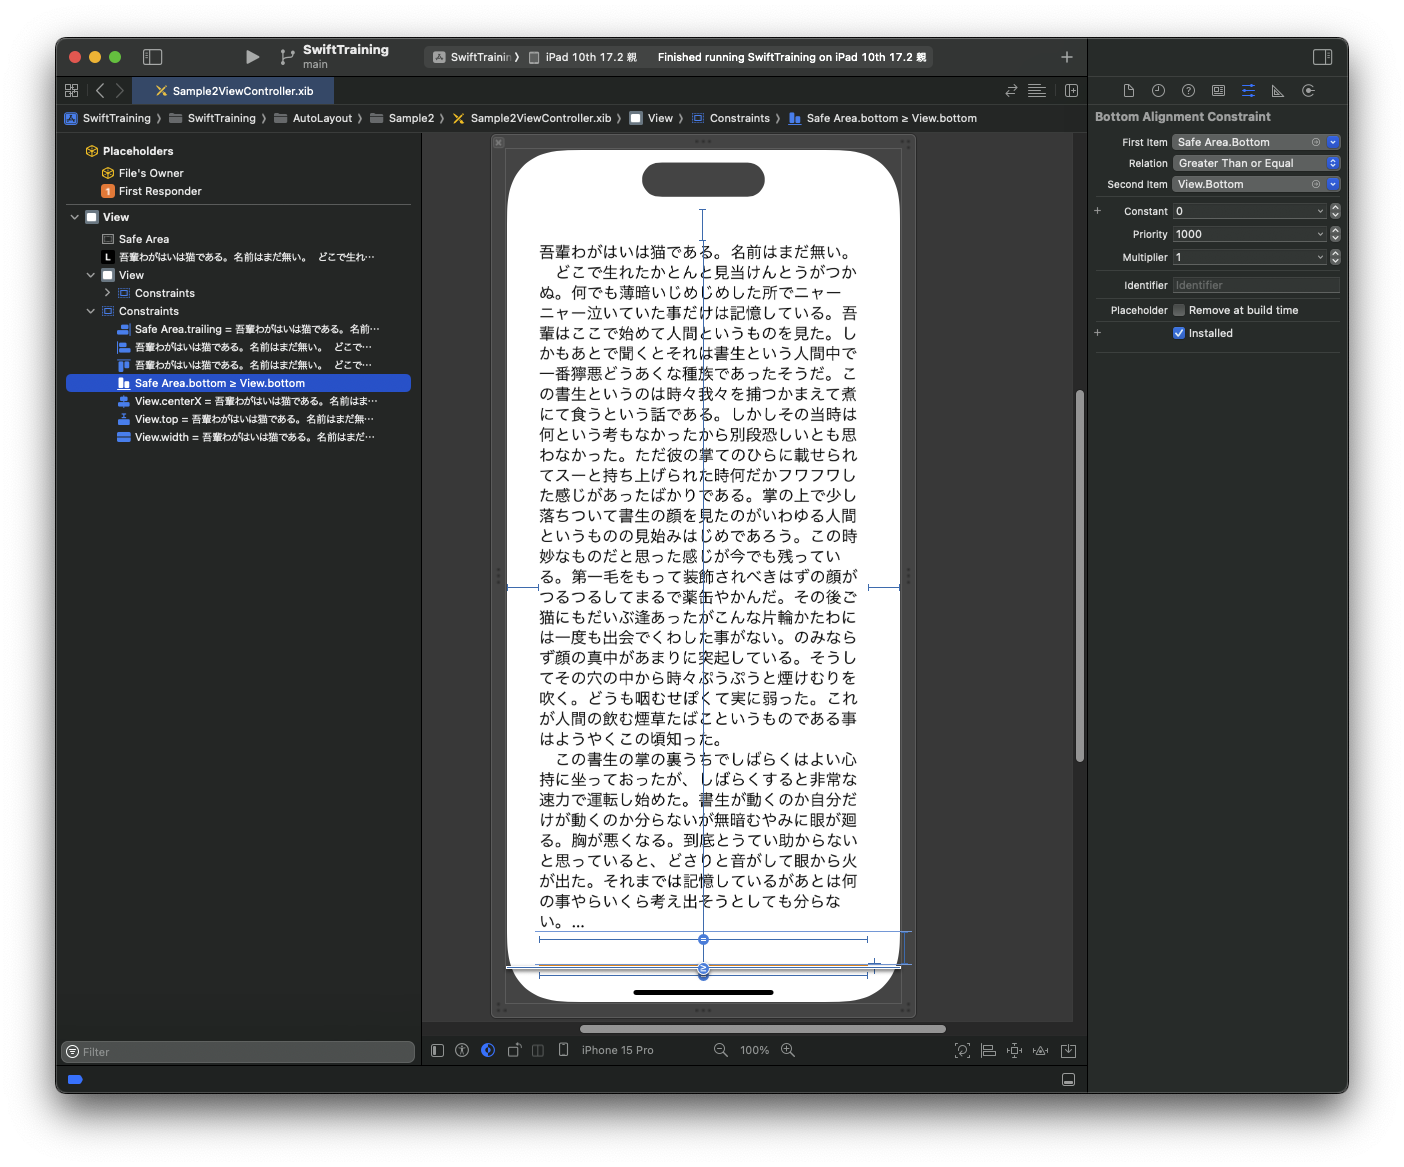 SwiftTraining
main
SwiftTrainin
iPad 10th 17.2 親
Finished running SwiftTraining on iPad 10th 17.2 親
Sample2ViewController.xib
SwiftTraining
SwiftTraining
AutoLayout
Sample2
Sample2ViewController.xib
View
Constraints
Safe Area.bottom ≥ View.bottom
Placeholders
File's Owner
First Responder
View
Safe Area
吾輩わがはいは猫である。名前はまだ無い。 どこで生れ…
View
Constraints
Constraints
Safe Area.trailing = 吾輩わがはいは猫である。名前…
吾輩わがはいは猫である。名前はまだ無い。 どこで…
吾輩わがはいは猫である。名前はまだ無い。 どこで…
Safe Area.bottom ≥ View.bottom
View.centerX = 吾輩わがはいは猫である。名前はま…
View.top = 吾輩わがはいは猫である。名前はまだ無…
View.width = 吾輩わがはいは猫である。名前はまだ…
Filter
吾輩わがはいは猫である。名前はまだ無い。
どこで生れたかとんと見当けんとうがつか
ぬ。何でも薄暗いじめじめした所でニャー
ニャー泣いていた事だけは記憶している。吾
輩はここで始めて人間というものを見た。し
かもあとで聞くとそれは書生という人間中で
一番獰悪どうあくな種族であったそうだ。こ
の書生というのは時々我々を捕つかまえて煮
にて食うという話である。しかしその当時は
何という考もなかったから別段恐しいとも思
わなかった。ただ彼の掌てのひらに載せられ
てスーと持ち上げられた時何だかフワフワし
た感じがあったばかりである。掌の上で少し
落ちついて書生の顔を見たのがいわゆる人間
というものの見始みはじめであろう。この時
妙なものだと思った感じが今でも残ってい
る。第一毛をもって装飾されべきはずの顔が
つるつるしてまるで薬缶やかんだ。その後ご
猫にもだいぶ逢あったがこんな片輪かたわに
は一度も出会でくわした事がない。のみなら
ず顔の真中があまりに突起している。そうし
てその穴の中から時々ぷうぷうと煙けむりを
吹く。どうも咽むせぽくて実に弱った。これ
が人間の飲む煙草たばこというものである事
はようやくこの頃知った。
この書生の掌の裏うちでしばらくはよい心
持に坐っておったが、しばらくすると非常な
速力で運転し始めた。書生が動くのか自分だ
けが動くのか分らないが無暗むやみに眼が廻
る。胸が悪くなる。到底とうてい助からない
と思っていると、どさりと音がして眼から火
が出た。それまでは記憶しているがあとは何
の事やらいくら考え出そうとしても分らな
い。…
iPhone 15 Pro
100%
Bottom Alignment Constraint
First Item Safe Area.Bottom
Relation Greater Than or Equal
Second Item View.Bottom
Constant 0
Priority 1000
Multiplier 1
Identifier Identifier
Placeholder Remove at build time
Installed